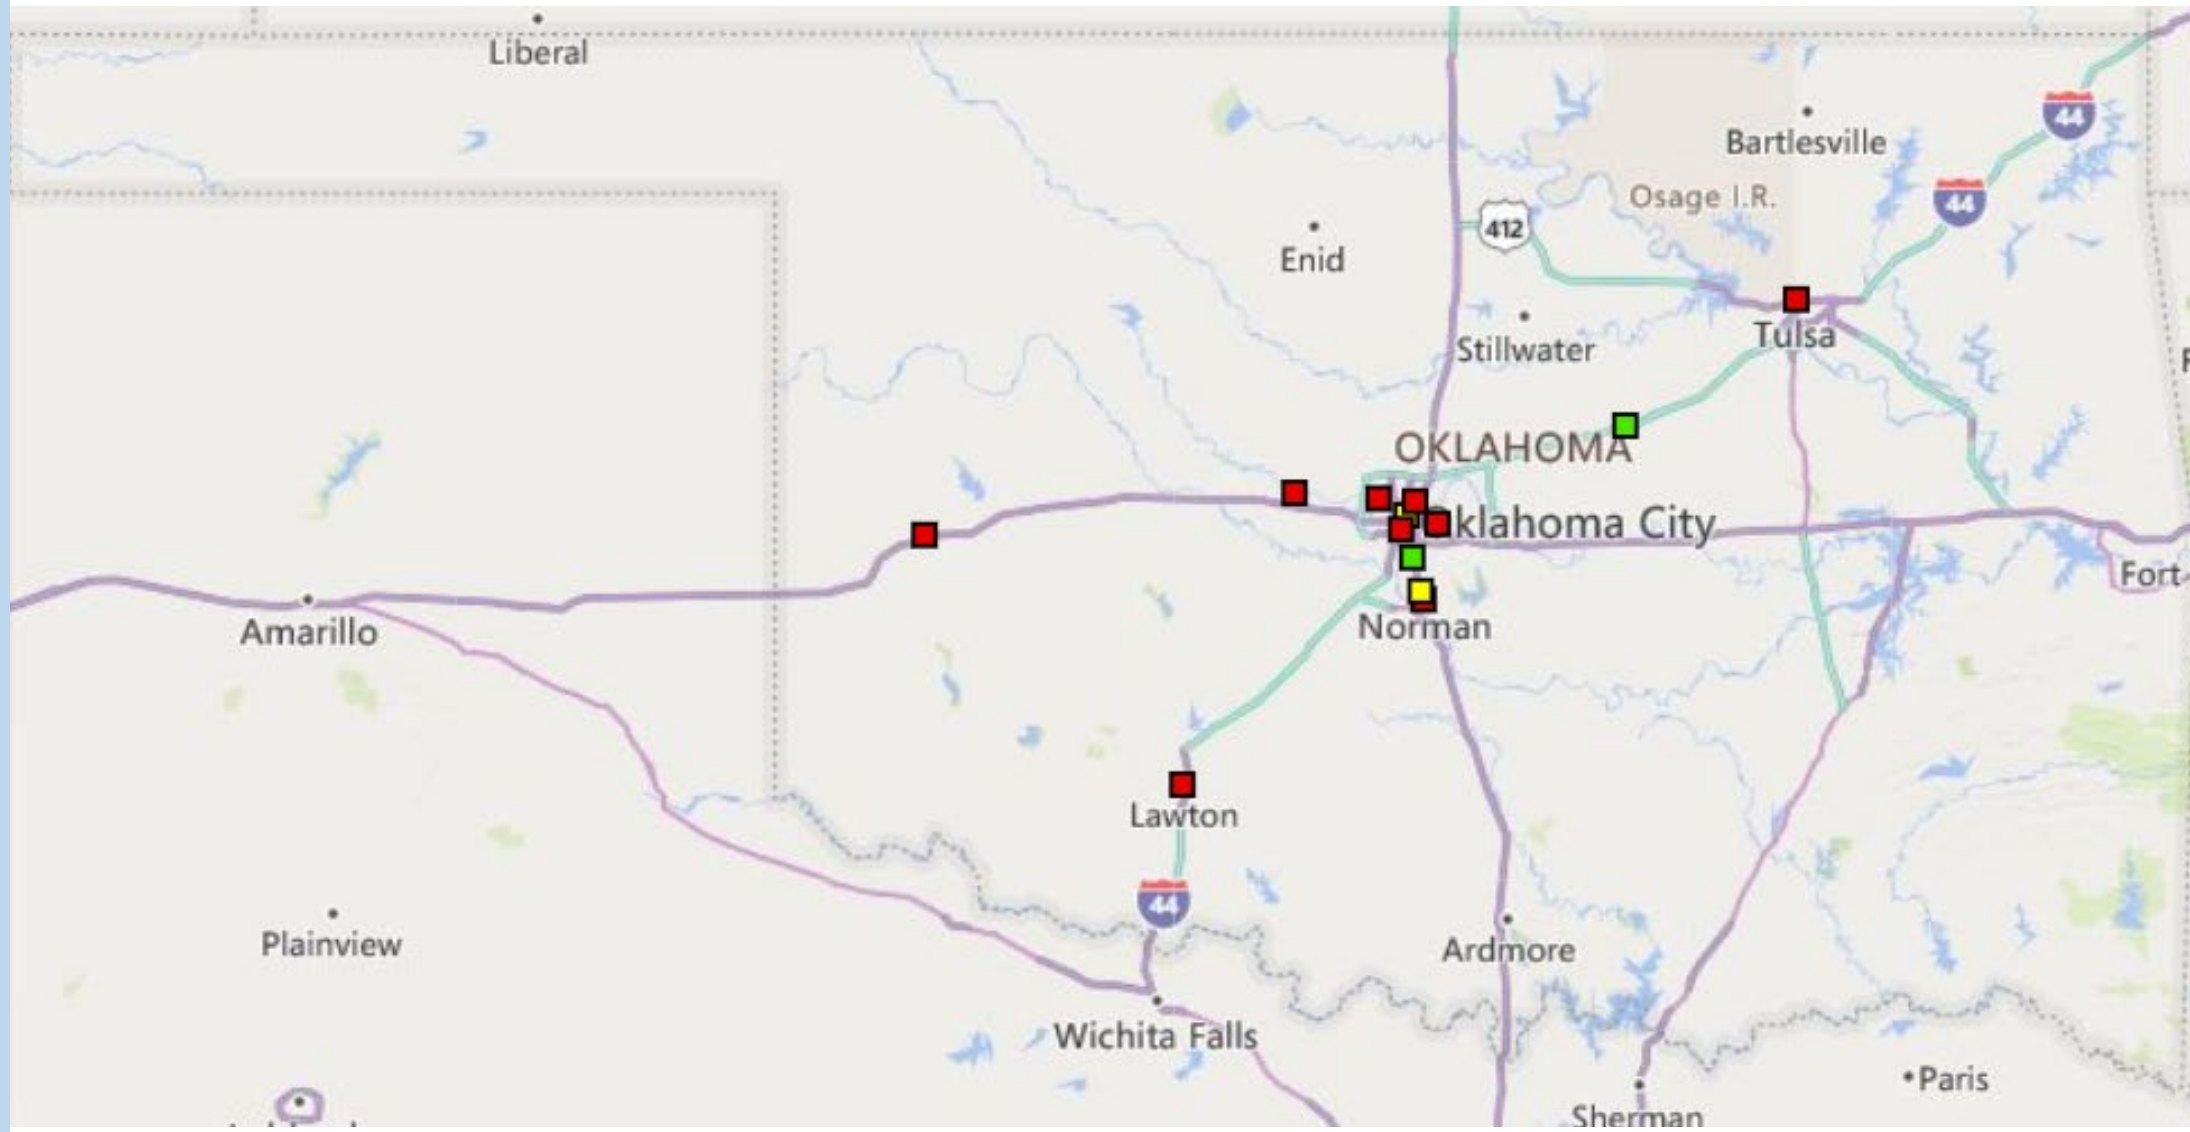 Liberal
44
Bartlesville
44
Osage I.R.
412
Enid
Tulsa
Stillwater
OKLAHOMA
klahoma City
Fort
Amarillo
Norman
Lawton
44
Plainview
Ardmore
Wichita Falls
Paris
Sherman